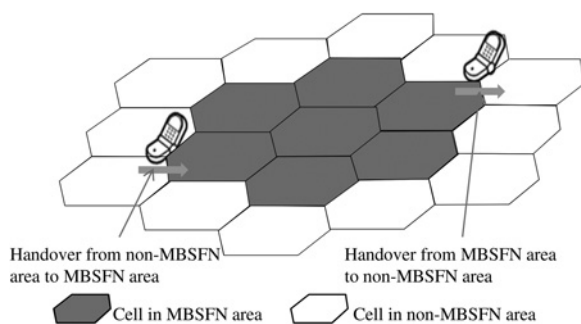 Handover from non-MBSFN
area to MBSFN area
Handover from MBSFN area
to non-MBSFN area
Cell in MBSFN area
Cell in non-MBSFN area